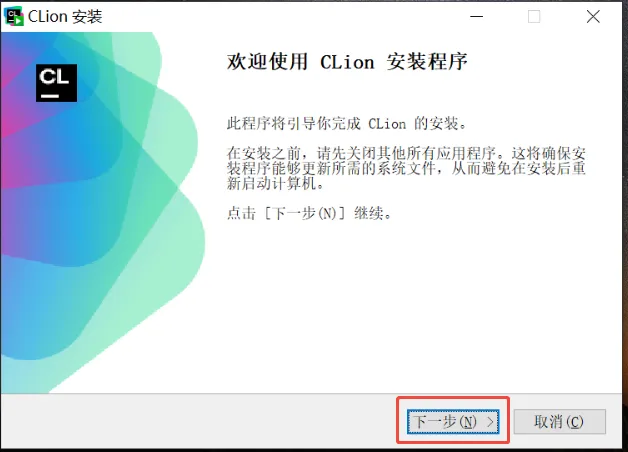 CLion 安装
CL
欢迎使用 CLion 安装程序
此程序将引导你完成 CLion 的安装。
在安装之前，请先关闭其他所有应用程序。这将确保安
装程序能够更新所需的系统文件，从而避免在安装后重
新启动计算机。
点击 [下一步(N)] 继续。
下一步(N) >
取消(C)